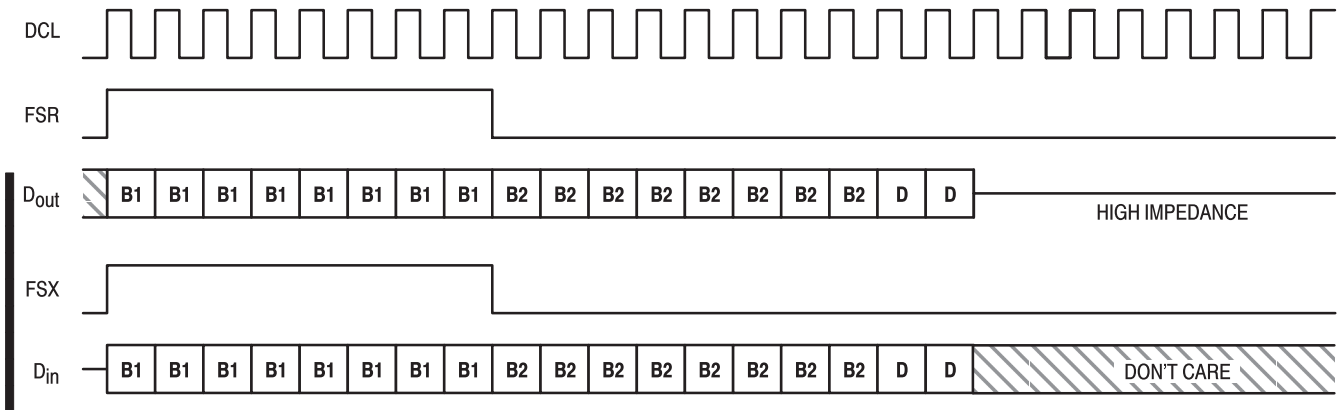 DCL
FSR
Dout B1 B1 B1 B1 B1 B1 B1 B1 B2 B2 B2 B2 B2 B2 B2 B2 D D
HIGH IMPEDANCE
FSX
Din B1 B1 B1 B1 B1 B1 B1 B1 B2 B2 B2 B2 B2 B2 B2 B2 D D DON'T CARE